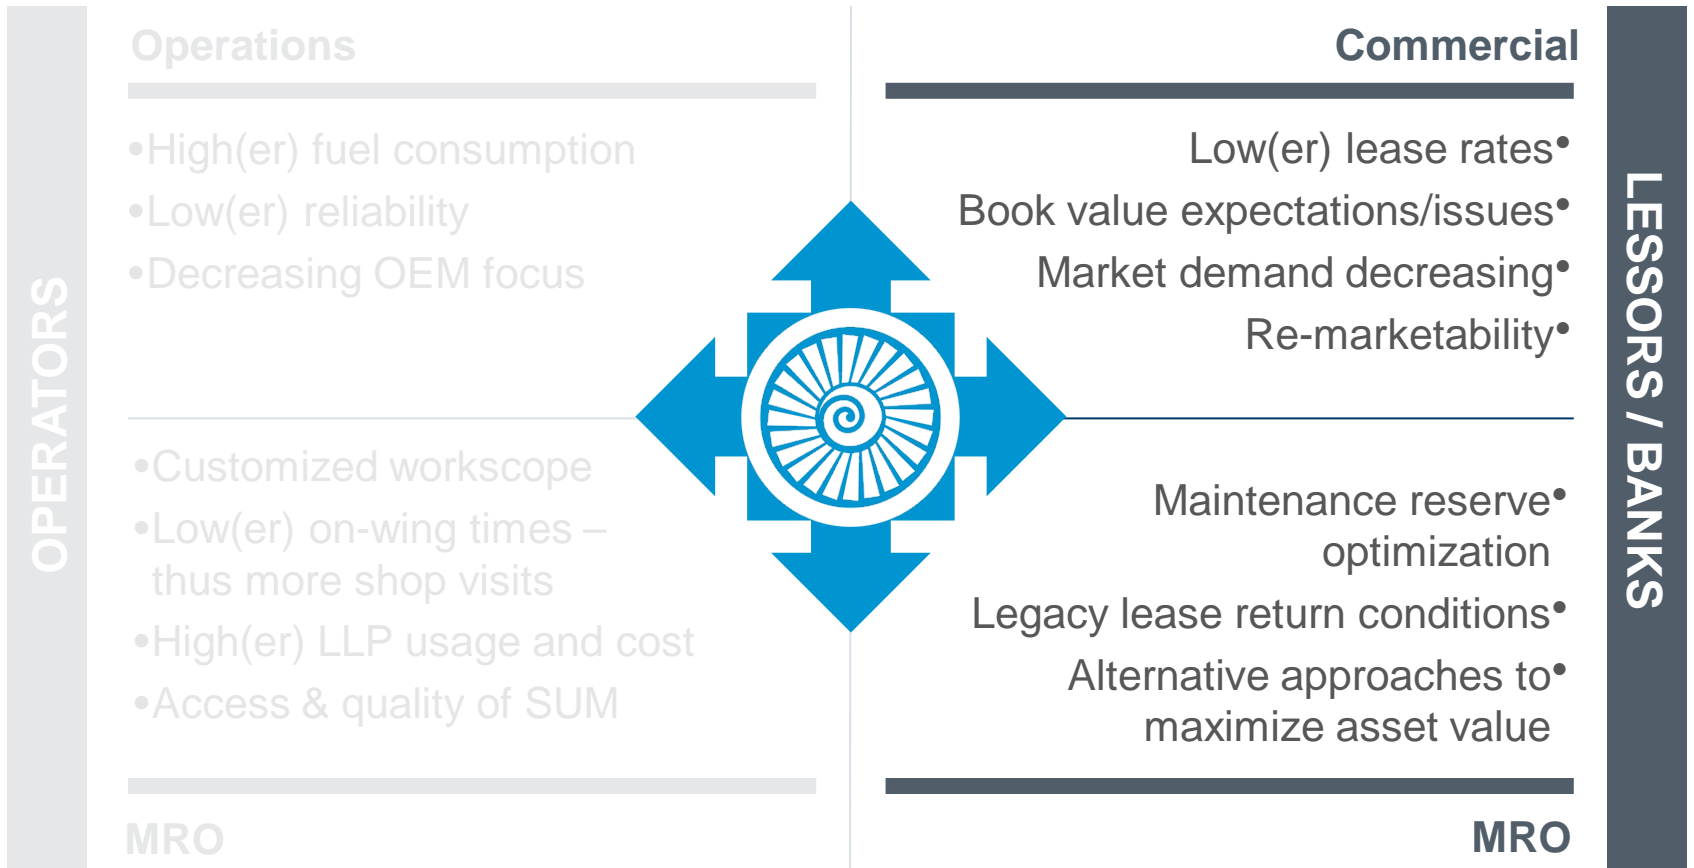 OPERATORS
Operations
•High(er) fuel consumption
•Low(er) reliability
•Decreasing OEM focus
•Customized workscope
•Low(er) on-wing times –
thus more shop visits
•High(er) LLP usage and cost
•Access & quality of SUM
MRO
Commercial
Low(er) lease rates•
Book value expectations/issues•
Market demand decreasing•
Re-marketability•
Maintenance reserve•
optimization
Legacy lease return conditions•
Alternative approaches to•
maximize asset value
MRO
LESSORS / BANKS